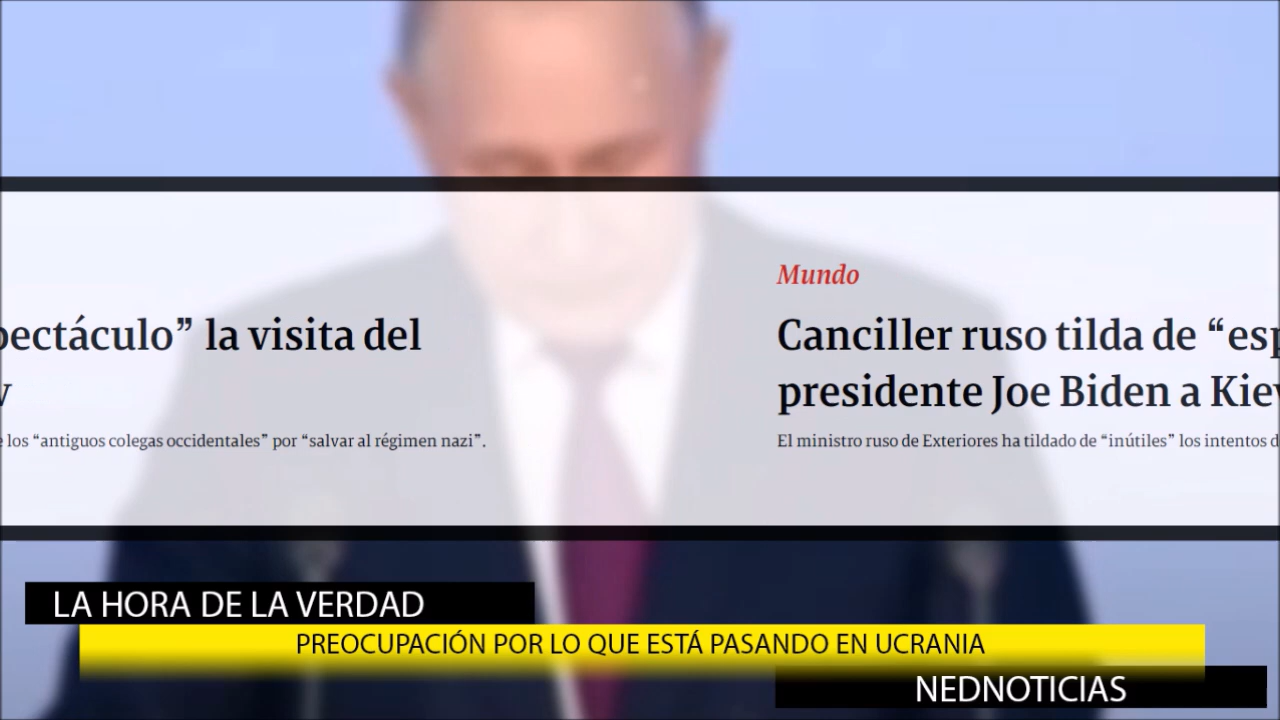 pectáculo” la visita del
los “antiguos colegas occidentales” por “salvar al régimen nazi”.
Mundo
Canciller ruso tilda de “esp
presidente Joe Biden a Kiev
El ministro ruso de Exteriores ha tildado de “inútiles” los intentos d
LA HORA DE LA VERDAD
PREOCUPACIÓN POR LO QUE ESTÁ PASANDO EN UCRANIA
NEDNOTICIAS